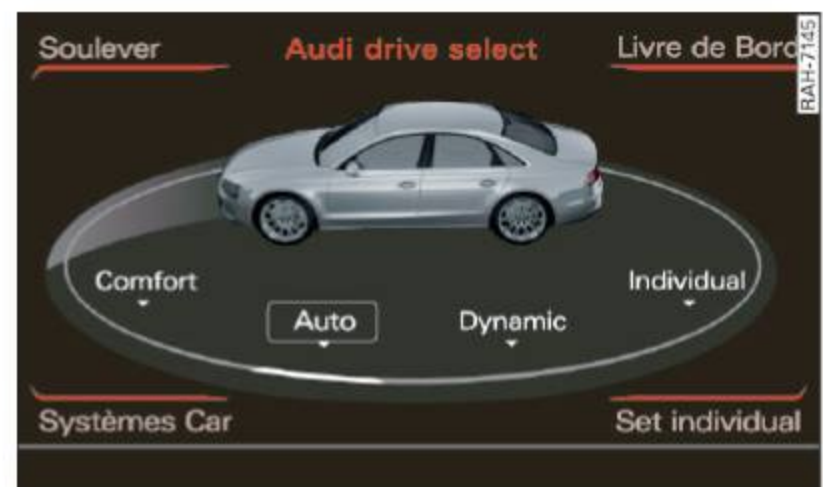 Soulever
Audi drive select
Livre de Bord
RAH-7145
Comfort
Individual
Auto
Dynamic
Systèmes Car
Set individual